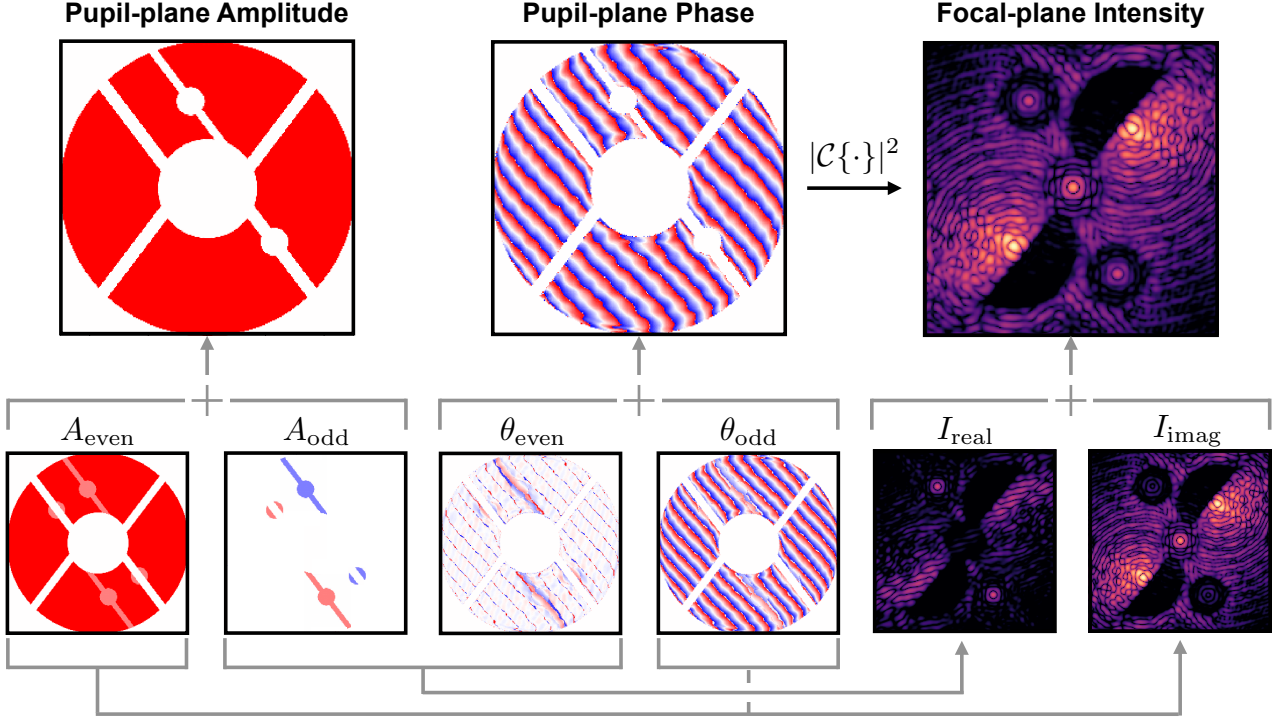 Pupil-plane Amplitude
Pupil-plane Phase
Focal-plane Intensity
|𝒞{·}|²
A_even
A_odd
θ_even
θ_odd
I_real
I_imag